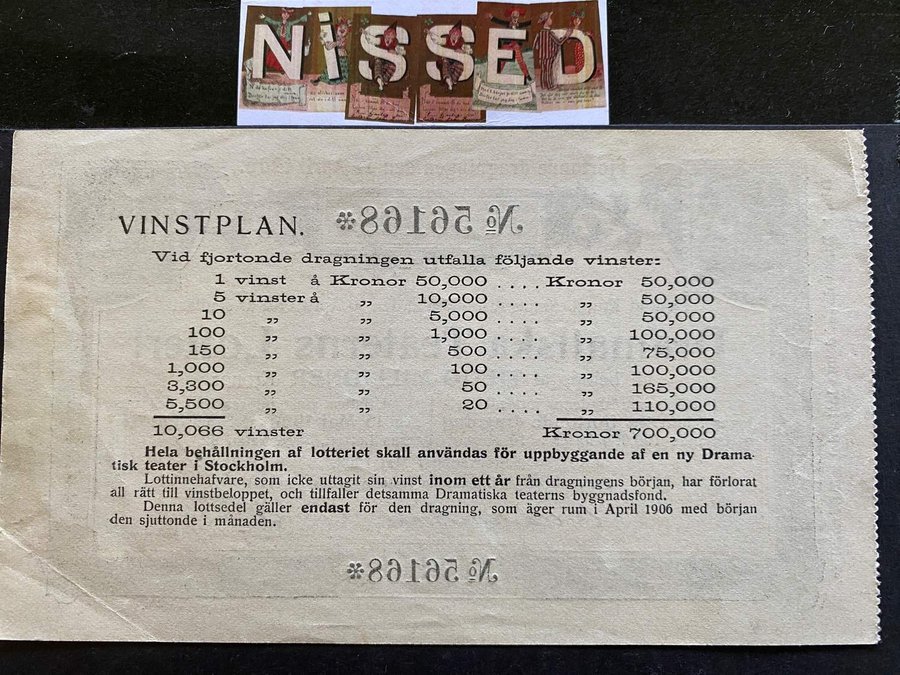 NiSSED
VINSTPLAN.
№ 56168*
Vid fjortonde dragningen utfalla följande vinster:
1 vinst å Kronor 50,000 .... Kronor 50,000
5 vinster å „ 10,000 .... „ 50,000
10 „ „ 5,000 .... „ 50,000
100 „ „ 1,000 .... „ 100,000
150 „ „ 500 .... „ 75,000
1,000 „ „ 100 .... „ 100,000
3,300 „ „ 50 .... „ 165,000
5,500 „ „ 20 .... „ 110,000
10,066 vinster Kronor 700,000
Hela behållningen af lotteriet skall användas för uppbyggande af en ny Drama-
tisk teater i Stockholm.
Lottinnehafvare, som icke uttagit sin vinst inom ett år från dragningens början, har förlorat
all rätt till vinstbeloppet, och tillfaller detsamma Dramatiska teaterns byggnadsfond.
Denna lottsedel gäller endast för den dragning, som äger rum i April 1906 med början
den sjuttonde i månaden.
№ 56168*